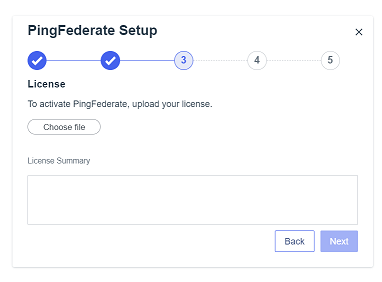 PingFederate Setup
3
4
5
License
To activate PingFederate, upload your license.
Choose file
License Summary
Back
Next